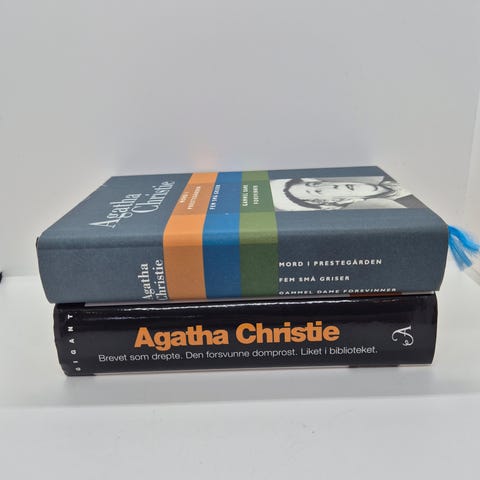 Agatha
Christie
MORD I
PRESTEGÅRDEN
FEM SMÅ GRISER
GAMMEL DAME
FORSVINNER
Agatha
Christie
MORD I PRESTEGÅRDEN
FEM SMÅ GRISER
GAMMEL DAME FORSVINNER
GIGANT
Agatha Christie
Brevet som drepte. Den forsvunne domprost. Liket i biblioteket.
A